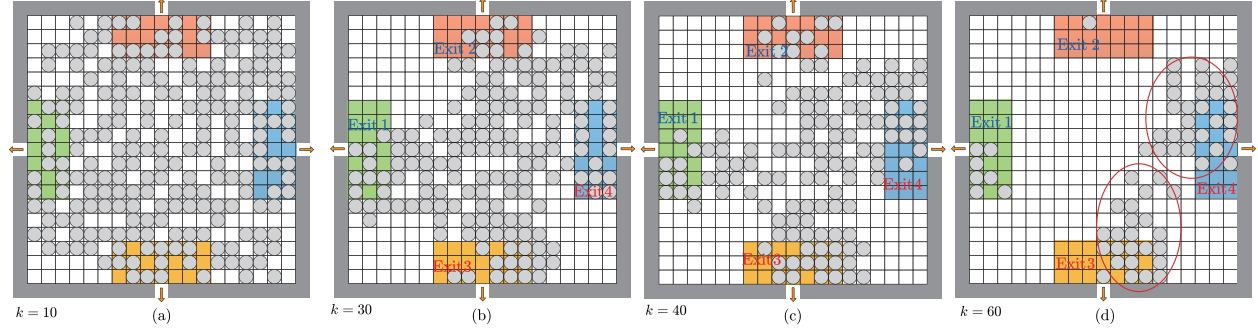 Exit 2
Exit 1
Exit 4
Exit 3
Exit 2
Exit 1
Exit 4
Exit 3
Exit 2
Exit 1
Exit 4
Exit 3
k = 10
(a)
k = 30
(b)
k = 40
(c)
k = 60
(d)